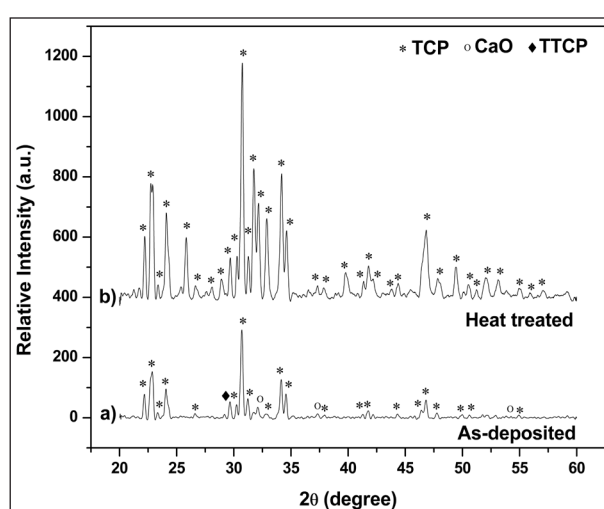 * TCP o CaO ♦ TTCP
1200
1000
800
600
400
200
0
Relative Intensity (a.u.)
b)
Heat treated
a)
As-deposited
20 25 30 35 40 45 50 55 60
2θ (degree)